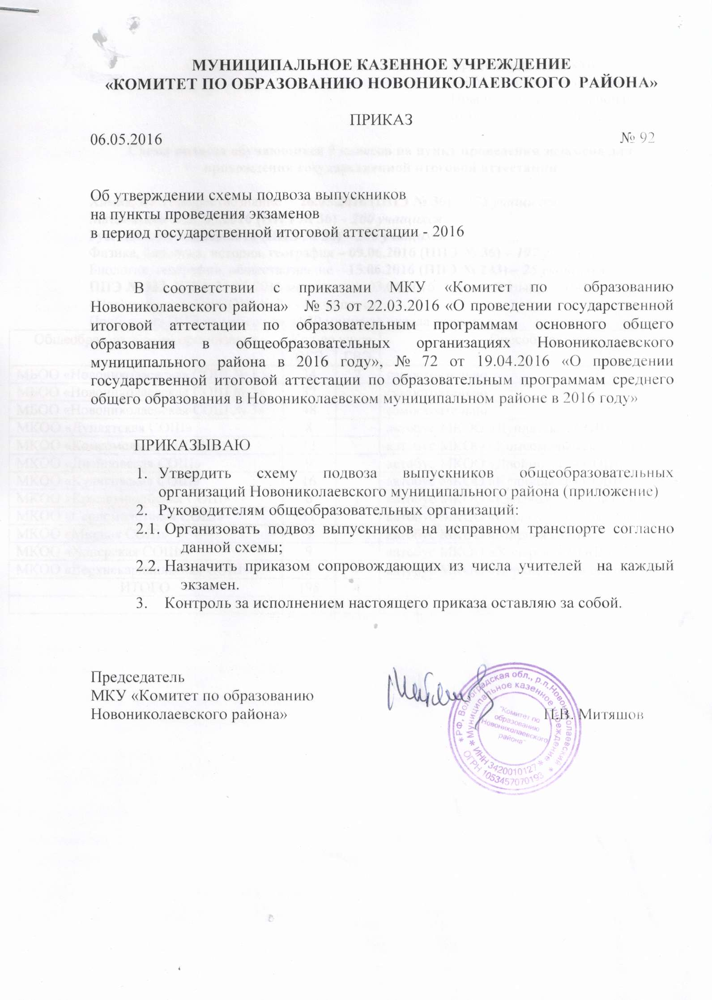 МУНИЦИПАЛЬНОЕ КАЗЕННОЕ УЧРЕЖДЕНИЕ
«КОМИТЕТ ПО ОБРАЗОВАНИЮ НОВОНИКОЛАЕВСКОГО РАЙОНА»
ПРИКАЗ
06.05.2016 № 92
Об утверждении схемы подвоза выпускников
на пункты проведения экзаменов
в период государственной итоговой аттестации - 2016
В соответствии с приказами МКУ «Комитет по образованию
Новониколаевского района» № 53 от 22.03.2016 «О проведении государственной
итоговой аттестации по образовательным программам основного общего
образования в общеобразовательных организациях Новониколаевского
муниципального района в 2016 году», № 72 от 19.04.2016 «О проведении
государственной итоговой аттестации по образовательным программам среднего
общего образования в Новониколаевском муниципальном районе в 2016 году»
ПРИКАЗЫВАЮ
1. Утвердить схему подвоза выпускников общеобразовательных
организаций Новониколаевского муниципального района (приложение)
2. Руководителям общеобразовательных организаций:
2.1. Организовать подвоз выпускников на исправном транспорте согласно
данной схемы;
2.2. Назначить приказом сопровождающих из числа учителей на каждый
экзамен.
3. Контроль за исполнением настоящего приказа оставляю за собой.
Председатель
МКУ «Комитет по образованию
Новониколаевского района» П.В. Митяшов
* РФ, Волгоградская обл., р.п.Новониколаевский *
ОГРН 1053457070193
* Муниципальное казенное учреждение *
ИНН 3420010127
"Комитет по
образованию
Новониколаевского
района"